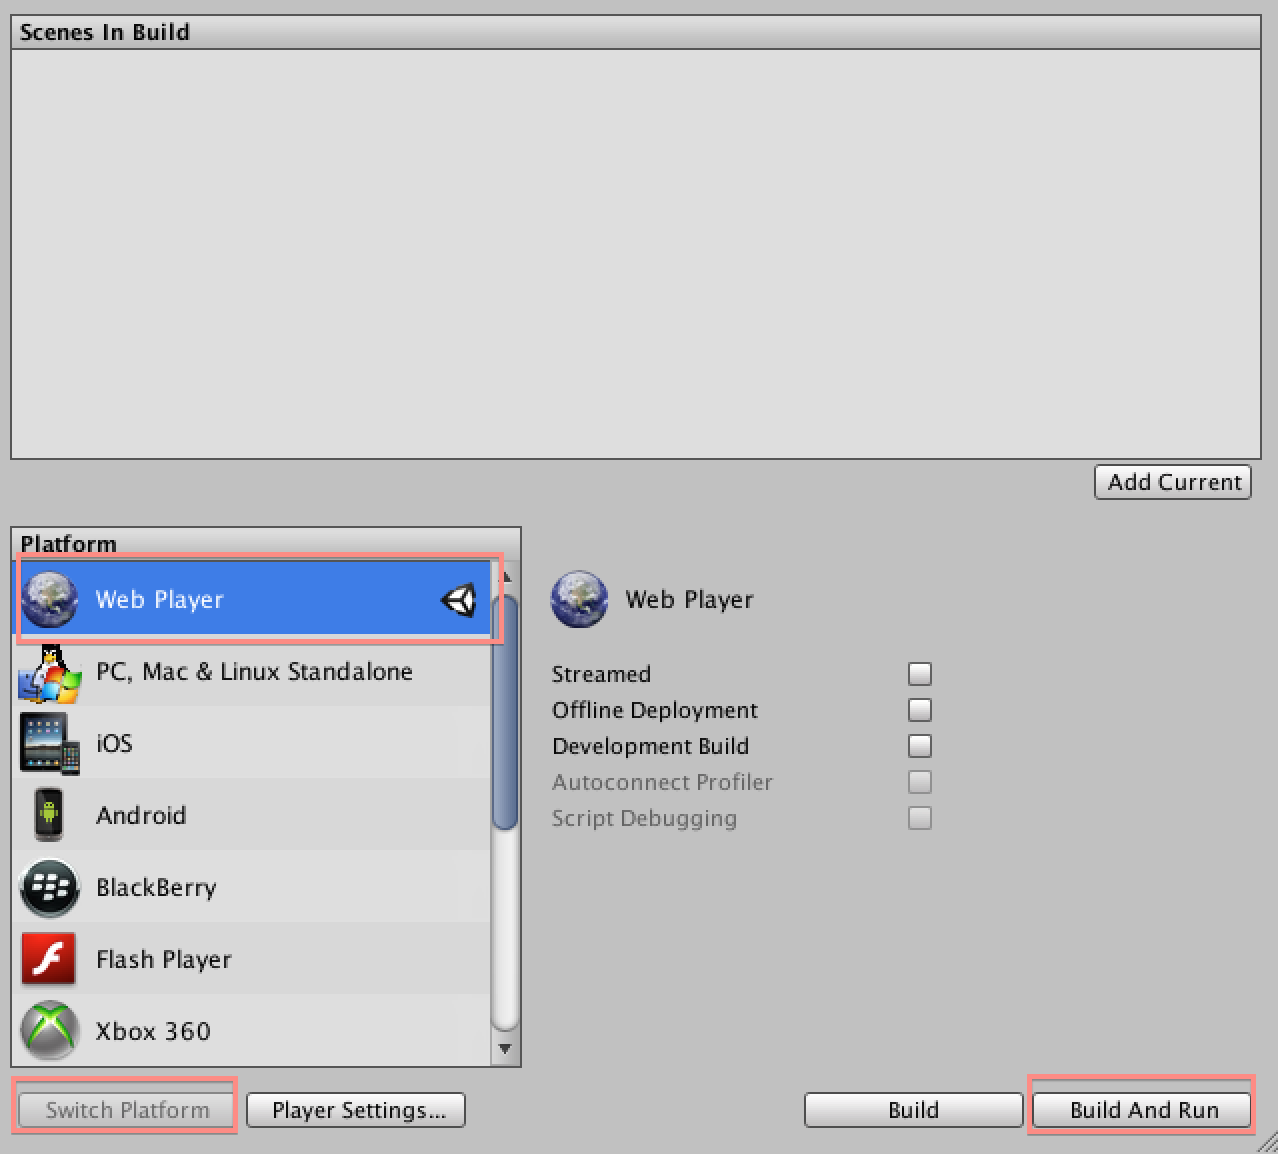 Scenes In Build
Add Current
Platform
Web Player
PC, Mac & Linux Standalone
iOS
Android
BlackBerry
Flash Player
Xbox 360
Web Player
Streamed
Offline Deployment
Development Build
Autoconnect Profiler
Script Debugging
Switch Platform
Player Settings...
Build
Build And Run